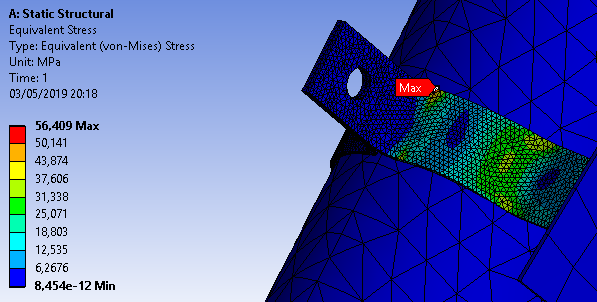 A: Static Structural
Equivalent Stress
Type: Equivalent (von-Mises) Stress
Unit: MPa
Time: 1
03/05/2019 20:18
56,409 Max
50,141
43,874
37,606
31,338
25,071
18,803
12,535
6,2676
8,454e-12 Min
Max